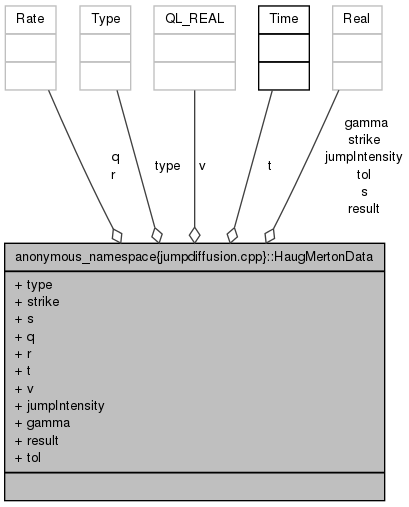 Rate
Type
QL_REAL
Time
Real
q
r
type
v
t
gamma
strike
jumpIntensity
tol
s
result
anonymous_namespace{jumpdiffusion.cpp}::HaugMertonData
+ type
+ strike
+ s
+ q
+ r
+ t
+ v
+ jumpIntensity
+ gamma
+ result
+ tol